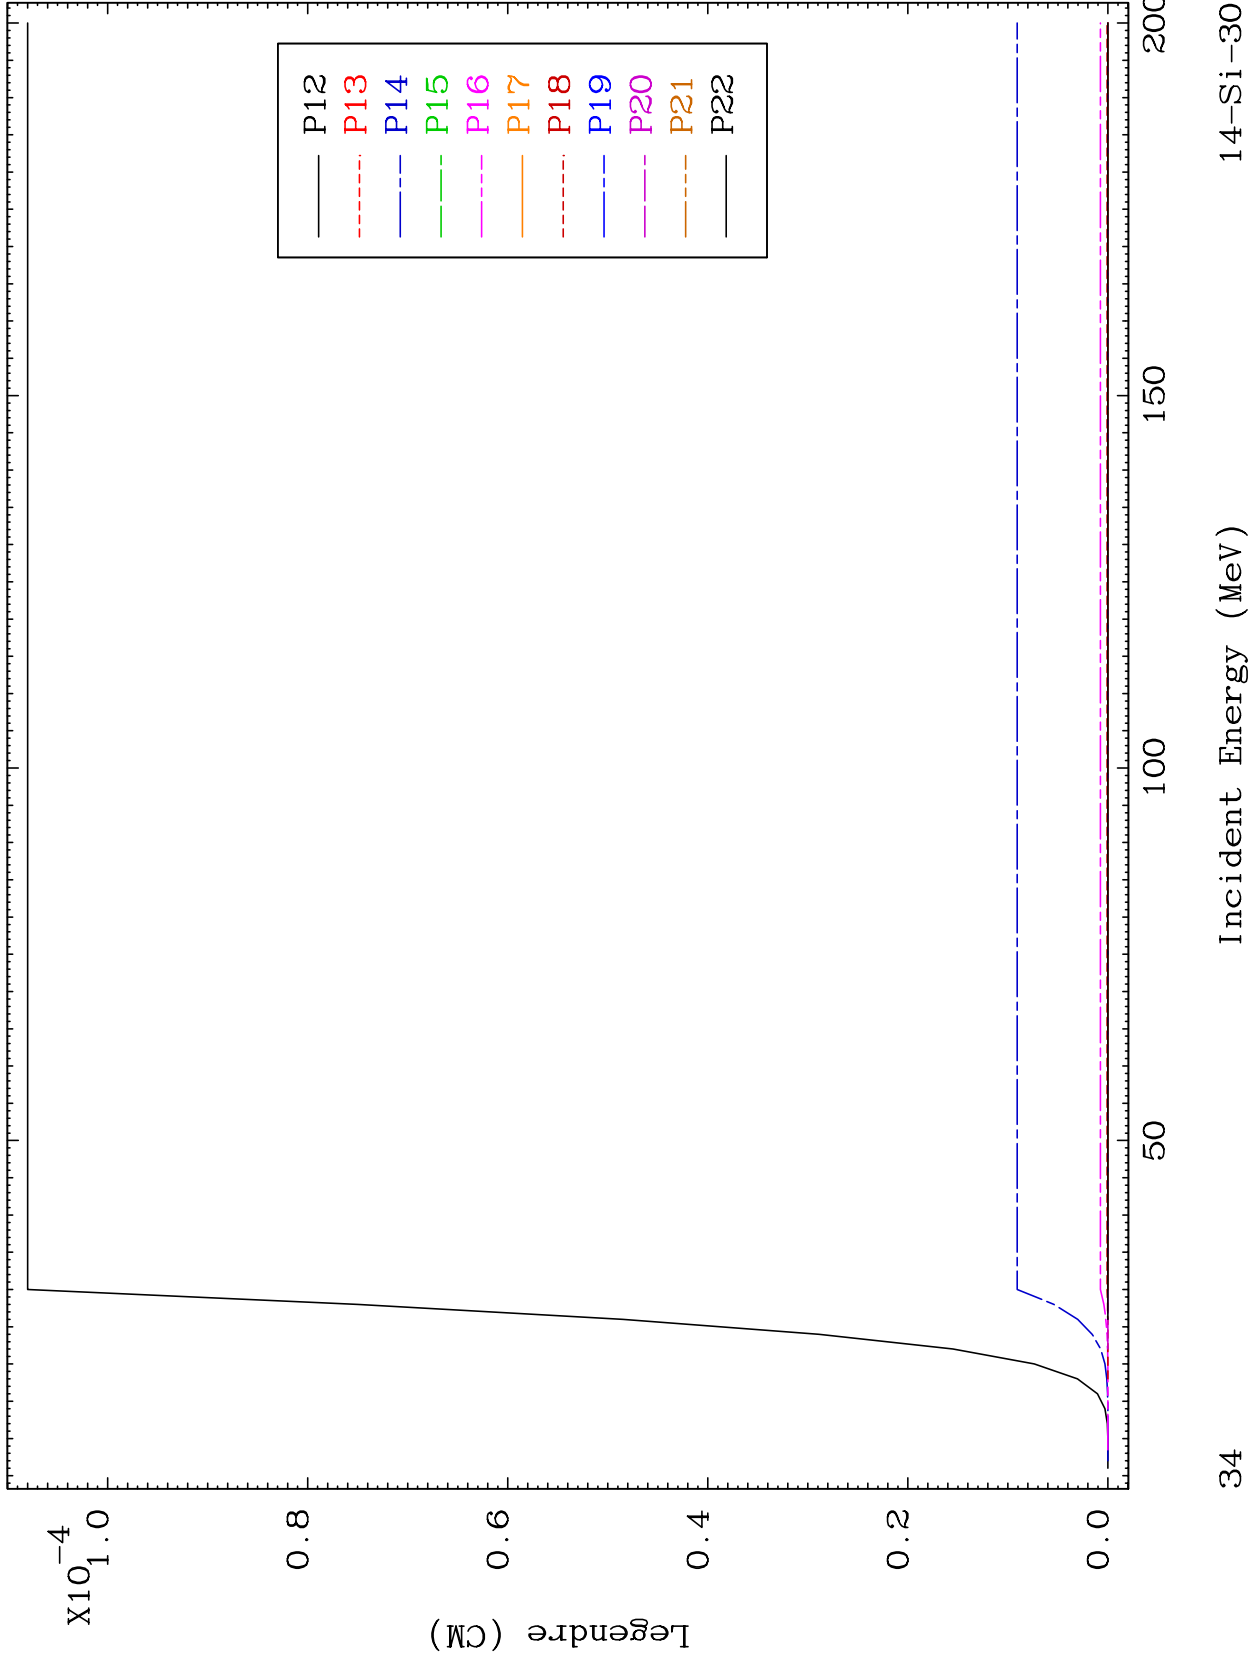 X10-4
1.0
0.8
0.6
0.4
0.2
0.0
Legendre (CM)
P12
P13
P14
P15
P16
P17
P18
P19
P20
P21
P22
50
100
150
200
34
Incident Energy (MeV)
14-Si-30